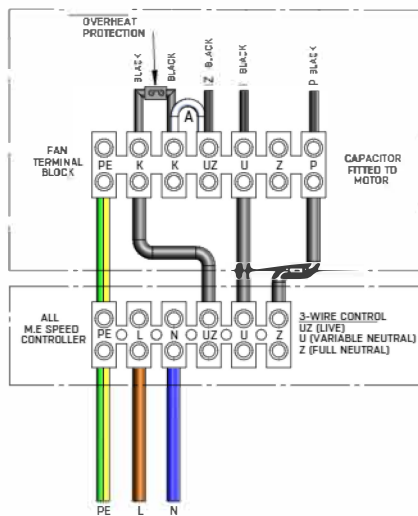 OVERHEAT
PROTECTION
BLACK
BLACK
BLACK
BLACK
A
FAN
TERMINAL
BLOCK
PE K K UZ U Z P
CAPACITOR
FITTED TO
MOTOR
ALL
M.E SPEED
CONTROLLER
PE L N UZ U Z
3-WIRE CONTROL
UZ (LIVE)
U (VARIABLE NEUTRAL)
Z (FULL NEUTRAL)
PE L N